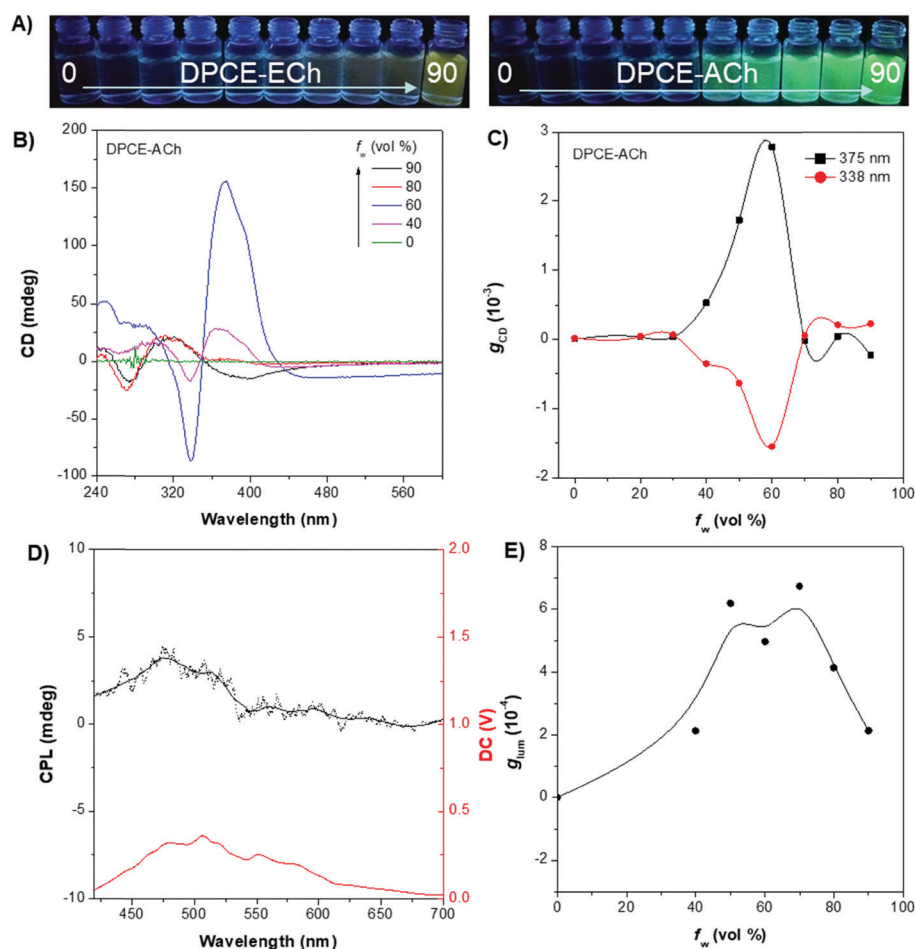 A)
0 DPCE-ECh 90
0 DPCE-ACh 90
B)
DPCE-ACh
f_w (vol %)
90
80
60
40
0
200
150
100
50
0
-50
-100
CD (mdeg)
240 320 400 480 560
Wavelength (nm)
C)
DPCE-ACh
375 nm
338 nm
3
2
1
0
-1
-2
g_CD (10^-3)
0 20 40 60 80 100
f_w (vol %)
D)
10
5
0
-5
-10
CPL (mdeg)
2.0
1.5
1.0
0.5
0.0
DC (V)
450 500 550 600 650 700
Wavelength (nm)
E)
8
6
4
2
0
-2
g_lum (10^-4)
0 20 40 60 80 100
f_w (vol %)